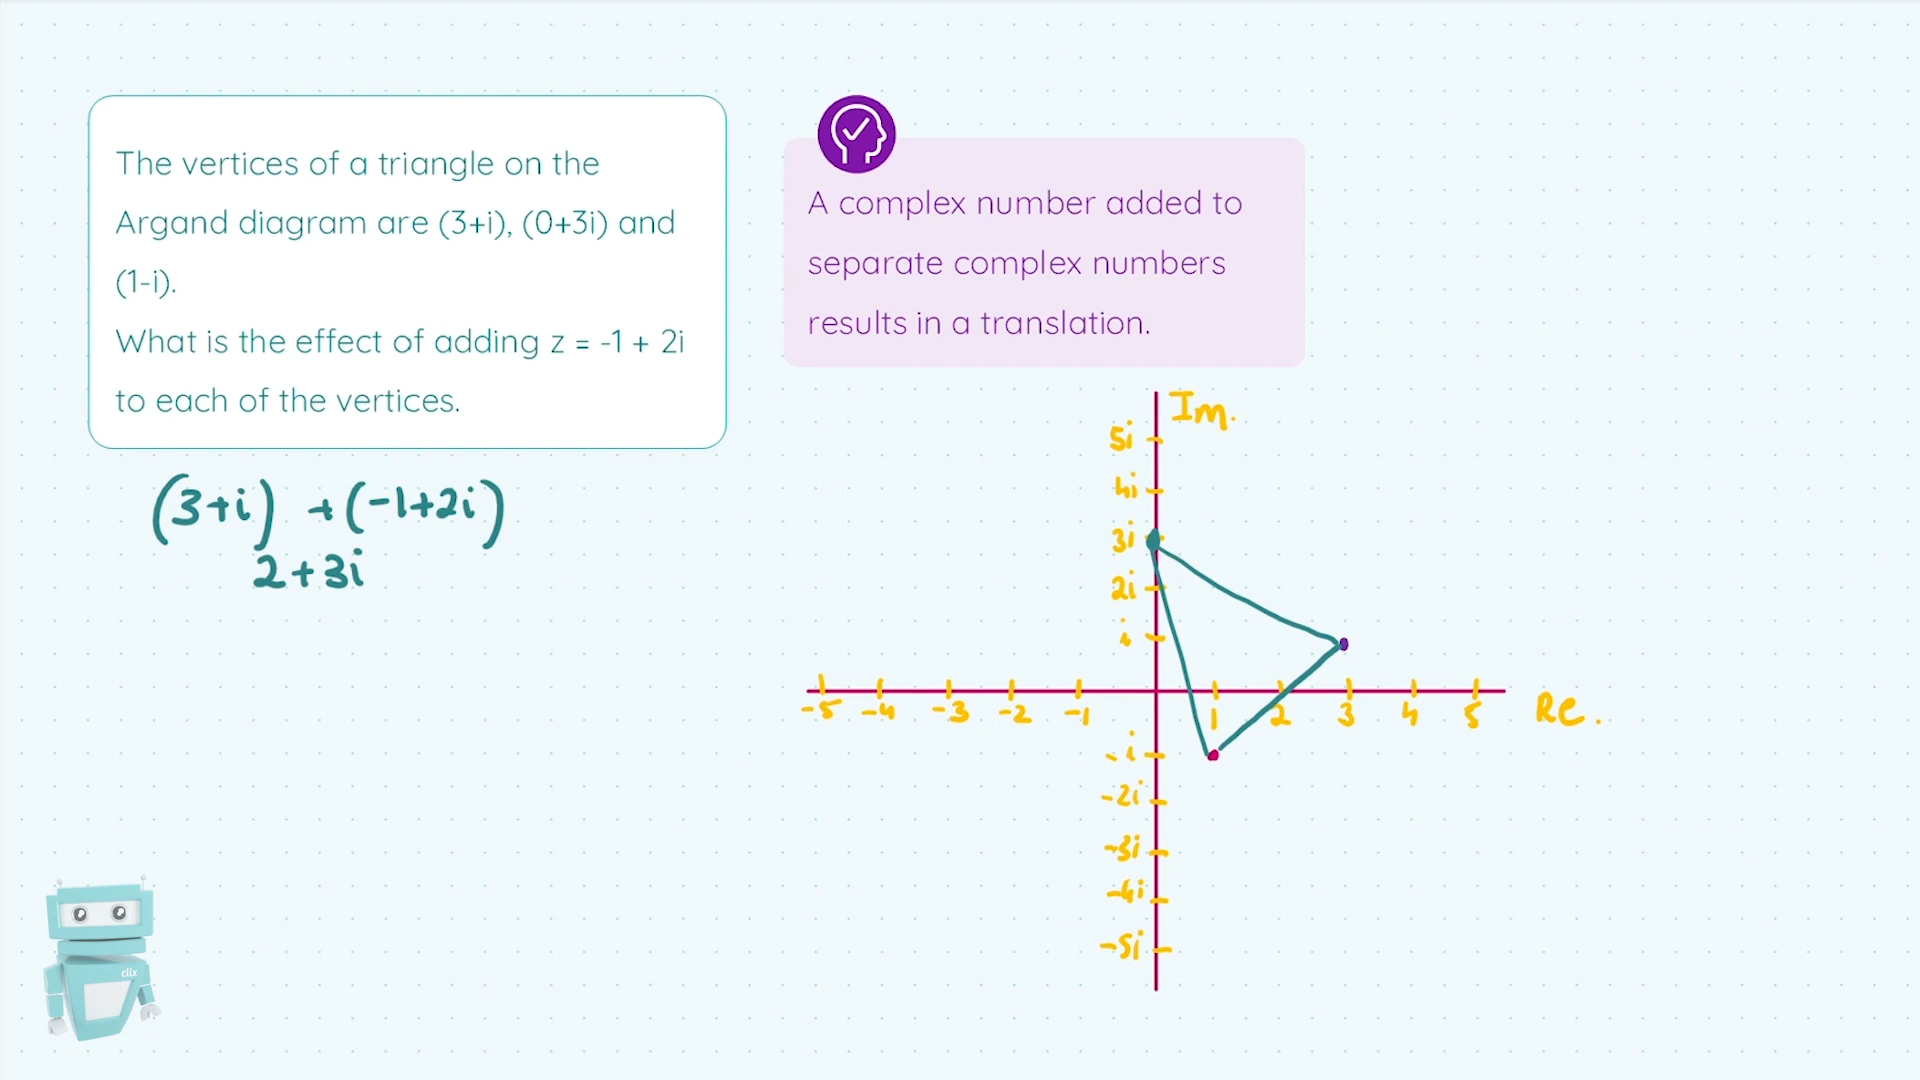 The vertices of a triangle on the
Argand diagram are (3+i), (0+3i) and
(1-i).
What is the effect of adding z = -1 + 2i
to each of the vertices.
A complex number added to
separate complex numbers
results in a translation.
(3+i) + (-1+2i)
2+3i
Im.
5i
4i
3i
2i
i
-5 -4 -3 -2 -1 1 2 3 4 5 Re.
-i
-2i
-3i
-4i
-5i
clix